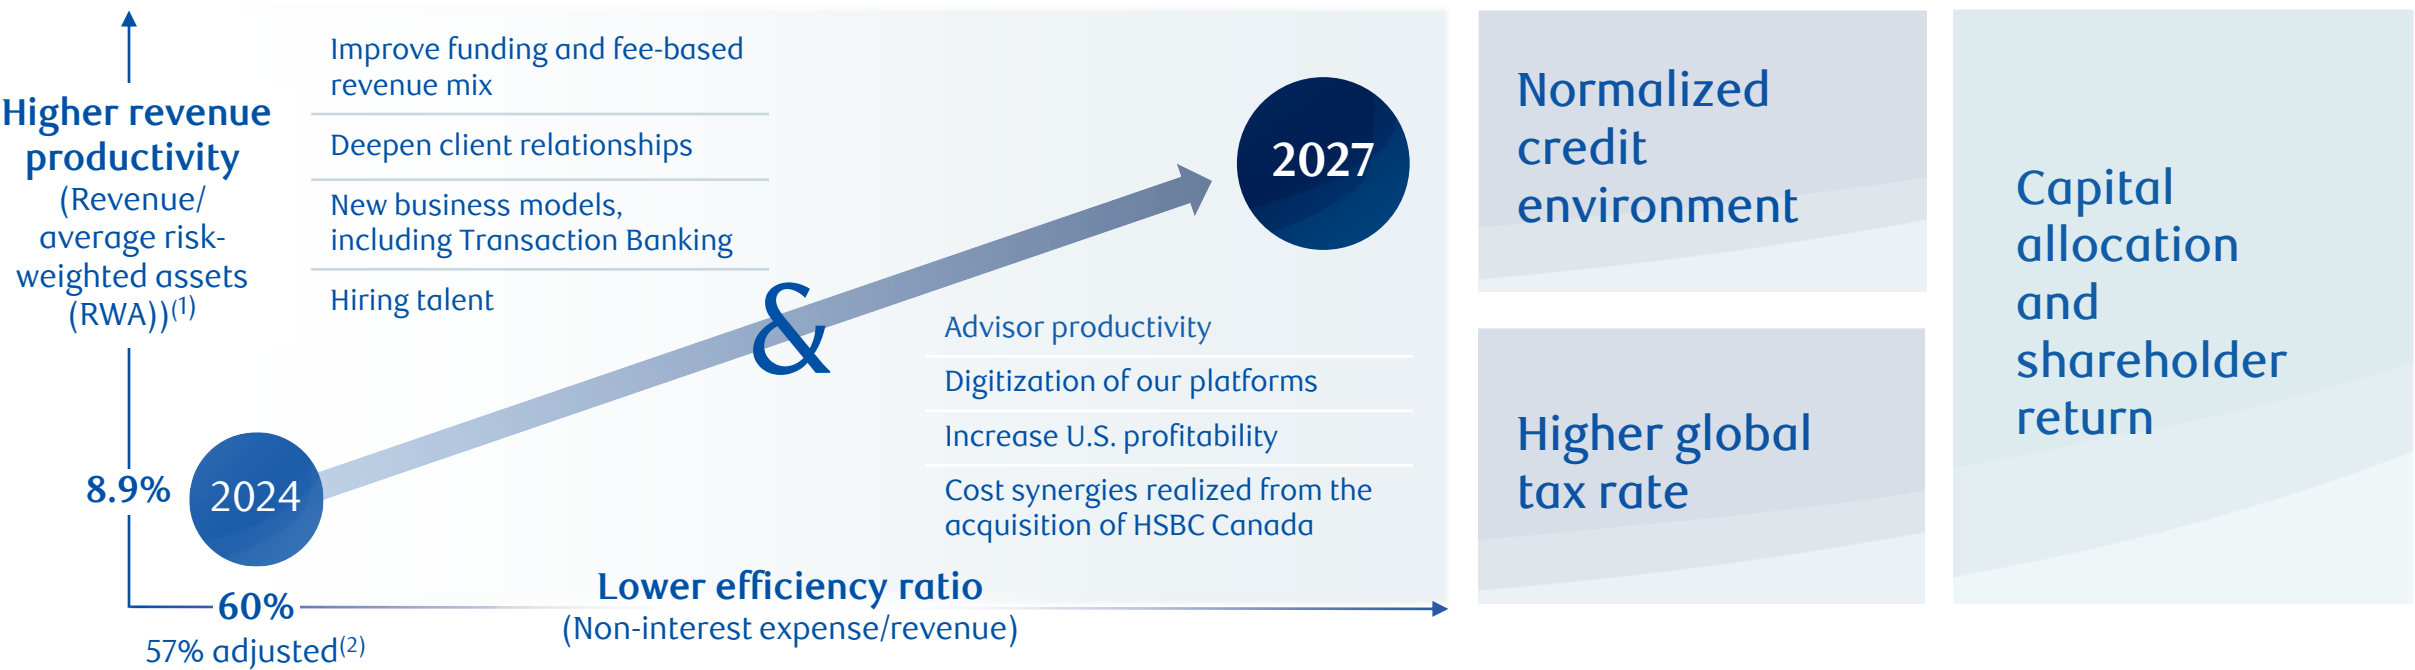 Higher revenue
productivity
(Revenue/
average risk-
weighted assets
(RWA))(1)
8.9%
Improve funding and fee-based
revenue mix
Deepen client relationships
New business models,
including Transaction Banking
Hiring talent
2024
&
2027
Advisor productivity
Digitization of our platforms
Increase U.S. profitability
Cost synergies realized from the
acquisition of HSBC Canada
60%
57% adjusted(2)
Lower efficiency ratio
(Non-interest expense/revenue)
Normalized
credit
environment
Higher global
tax rate
Capital
allocation
and
shareholder
return